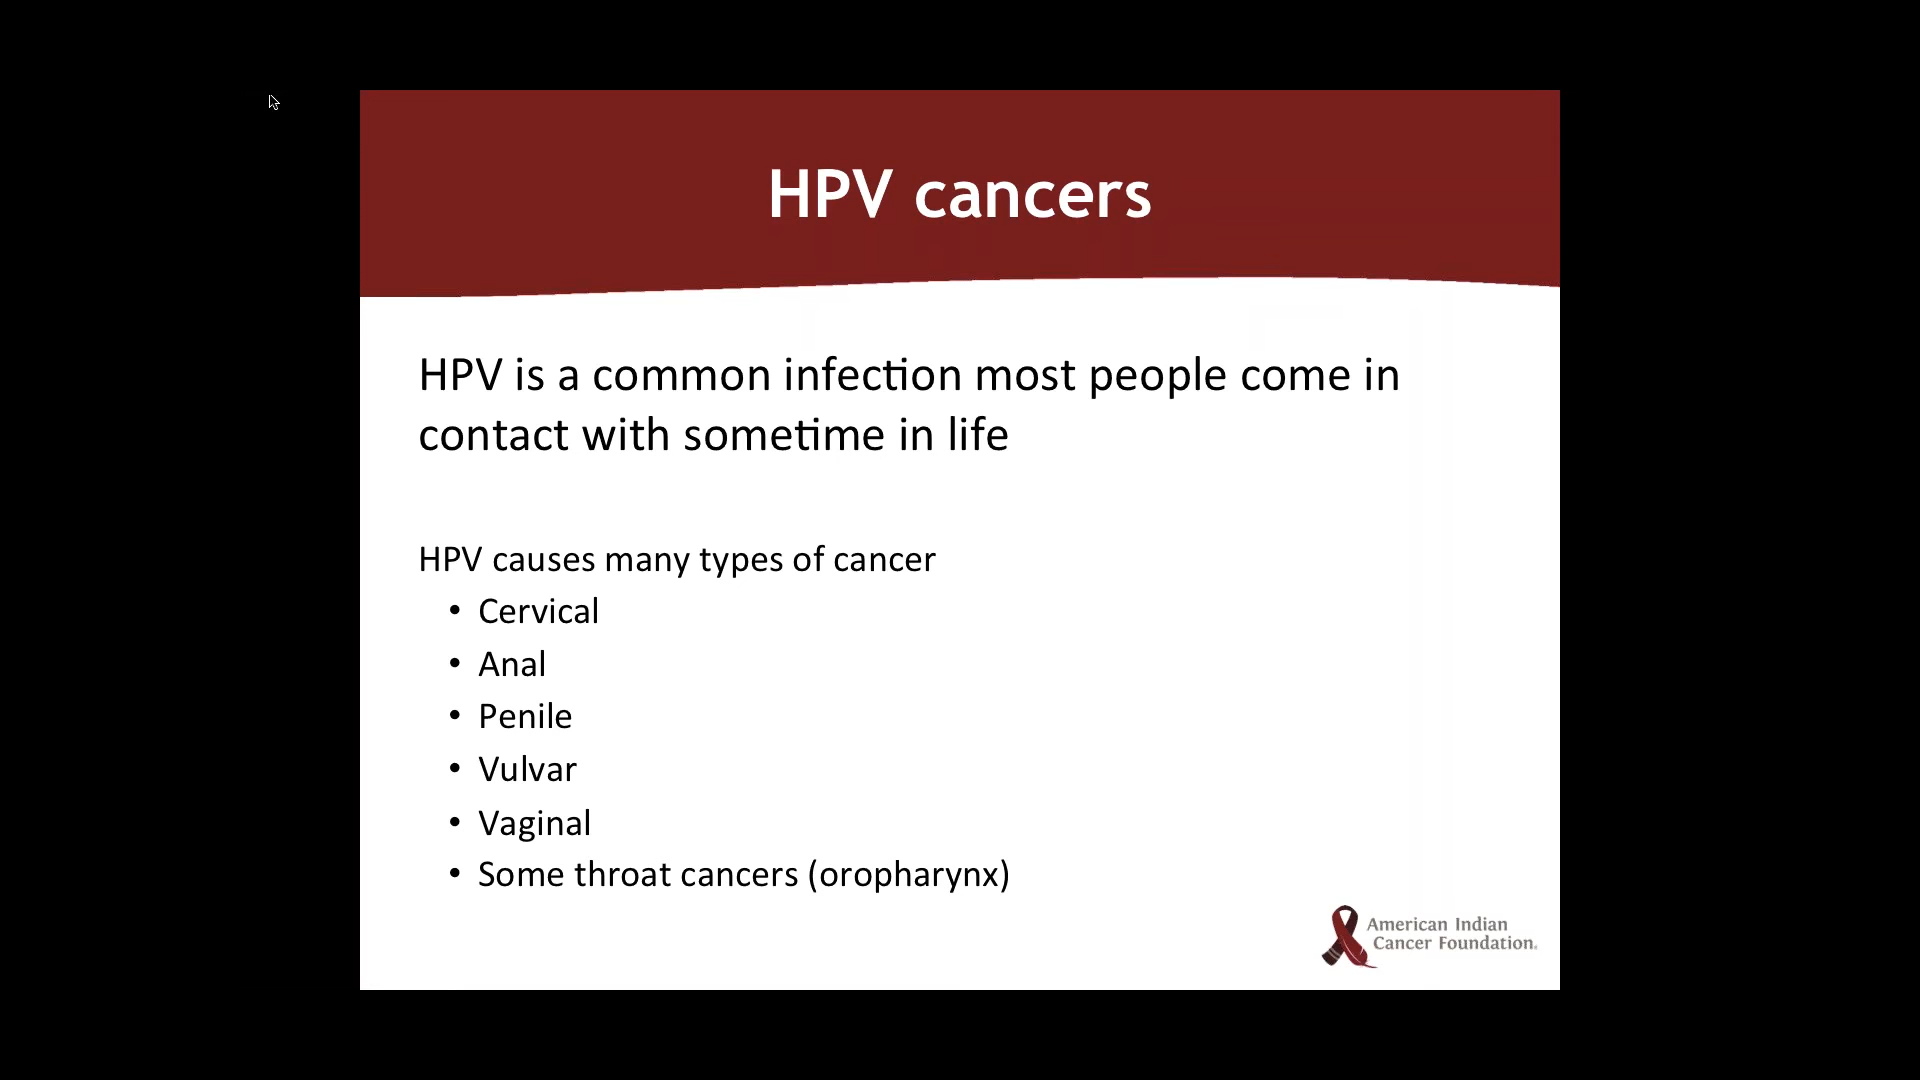 HPV cancers
HPV is a common infection most people come in
contact with sometime in life
HPV causes many types of cancer
• Cervical
• Anal
• Penile
• Vulvar
• Vaginal
• Some throat cancers (oropharynx)
American Indian
Cancer Foundation.